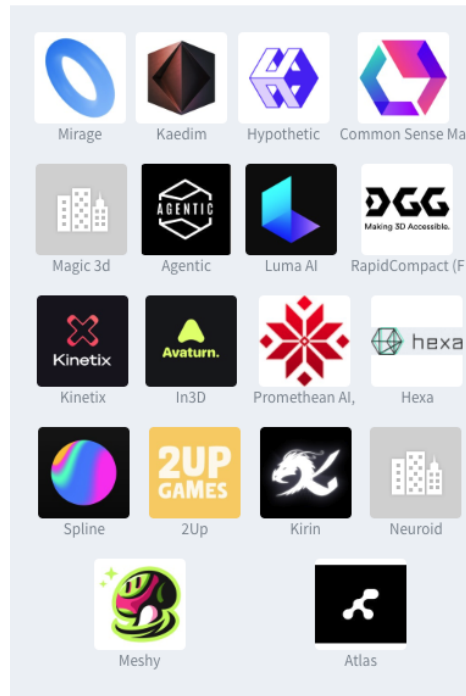 Mirage
Kaedim
Hypothetic
Common Sense Ma
AGENTIC
DGG
Making 3D Accessible.
Magic 3d
Agentic
Luma AI
RapidCompact (F
Kinetix
Avaturn.
hexa
Kinetix
In3D
Promethean AI,
Hexa
2UP
GAMES
Spline
2Up
Kirin
Neuroid
Meshy
Atlas